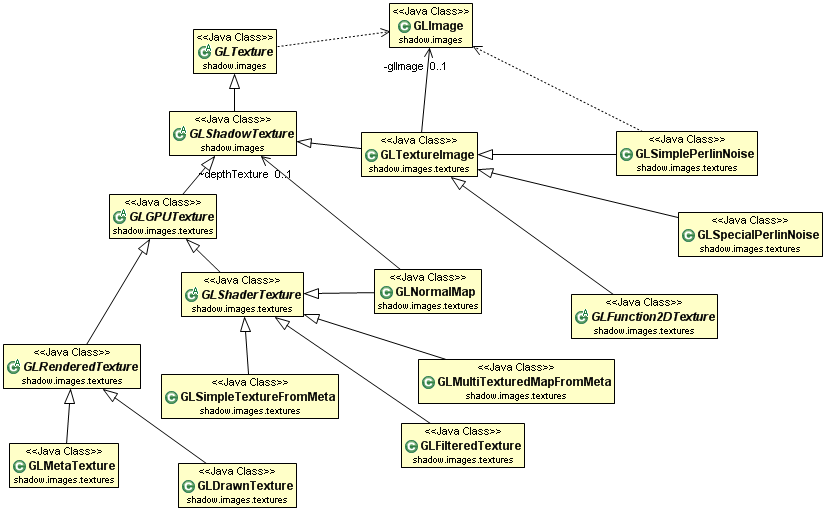 <<Java Class>>
GLImage
shadow.images
<<Java Class>>
GLTexture
shadow.images
-glImage 0..1
<<Java Class>>
GLShadowTexture
shadow.images
<<Java Class>>
GLTextureImage
shadow.images.textures
<<Java Class>>
GLSimplePerlinNoise
shadow.images.textures
~depthTexture 0..1
<<Java Class>>
GLGPUTexture
shadow.images.textures
<<Java Class>>
GLSpecialPerlinNoise
shadow.images.textures
<<Java Class>>
GLShaderTexture
shadow.images.textures
<<Java Class>>
GLNormalMap
shadow.images.textures
<<Java Class>>
GLFunction2DTexture
shadow.images.textures
<<Java Class>>
GLRenderedTexture
shadow.images.textures
<<Java Class>>
GLSimpleTextureFromMeta
shadow.images.textures
<<Java Class>>
GLMultiTexturedMapFromMeta
shadow.images.textures
<<Java Class>>
GLFilteredTexture
shadow.images.textures
<<Java Class>>
GLMetaTexture
shadow.images.textures
<<Java Class>>
GLDrawnTexture
shadow.images.textures